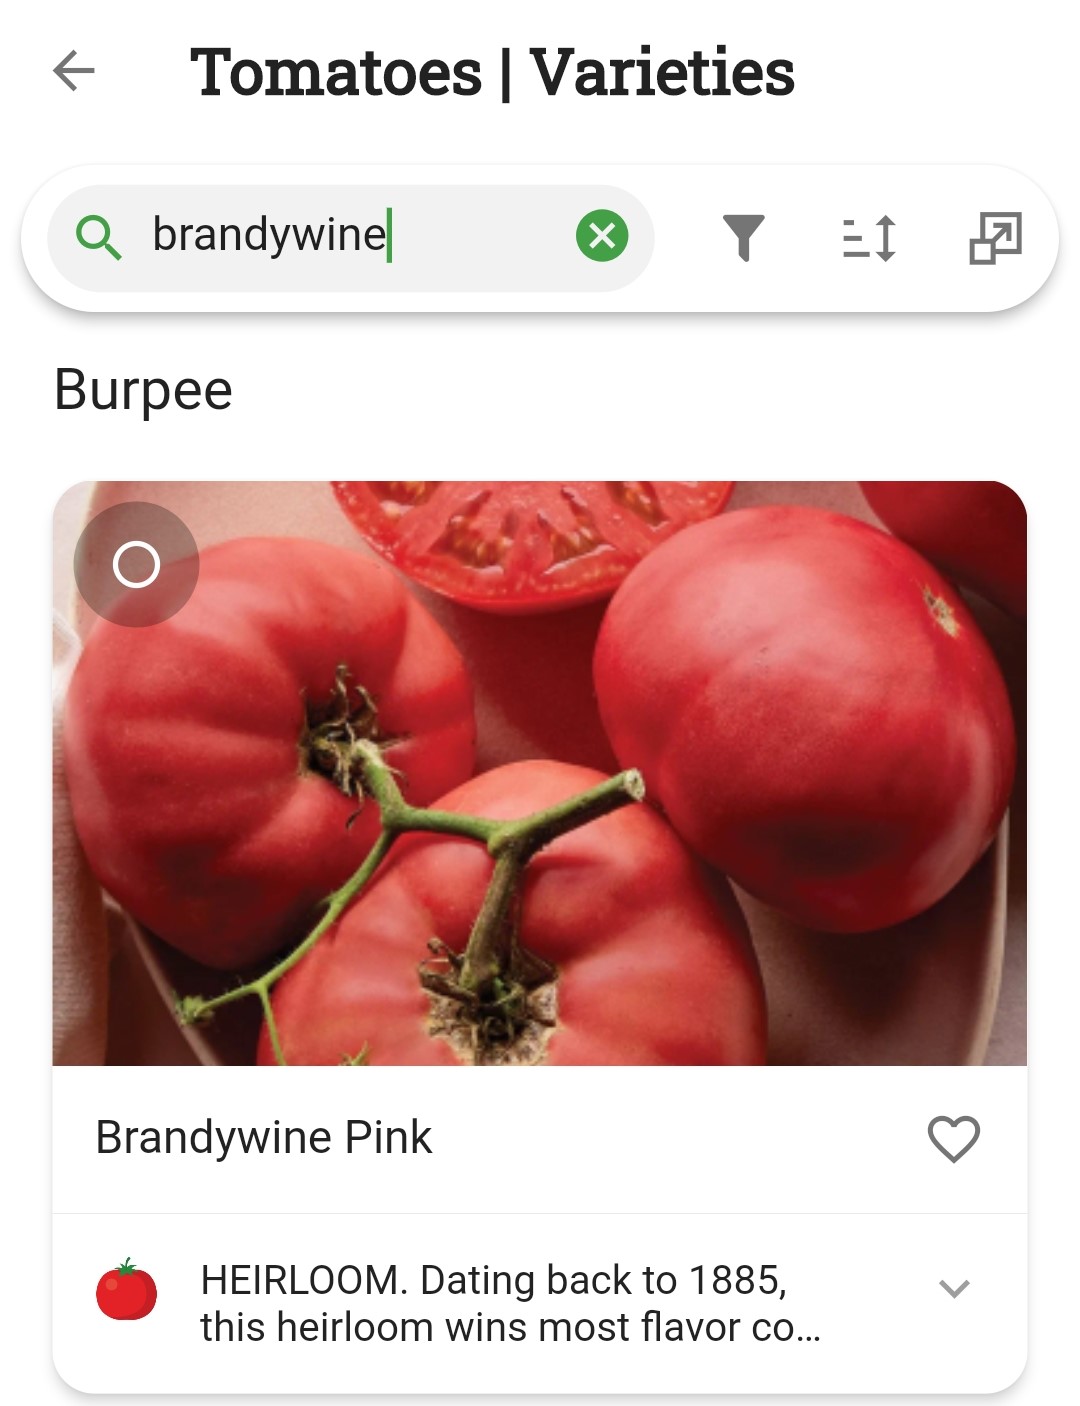 Tomatoes | Varieties
brandywine
Burpee
Brandywine Pink
HEIRLOOM. Dating back to 1885,
this heirloom wins most flavor co…